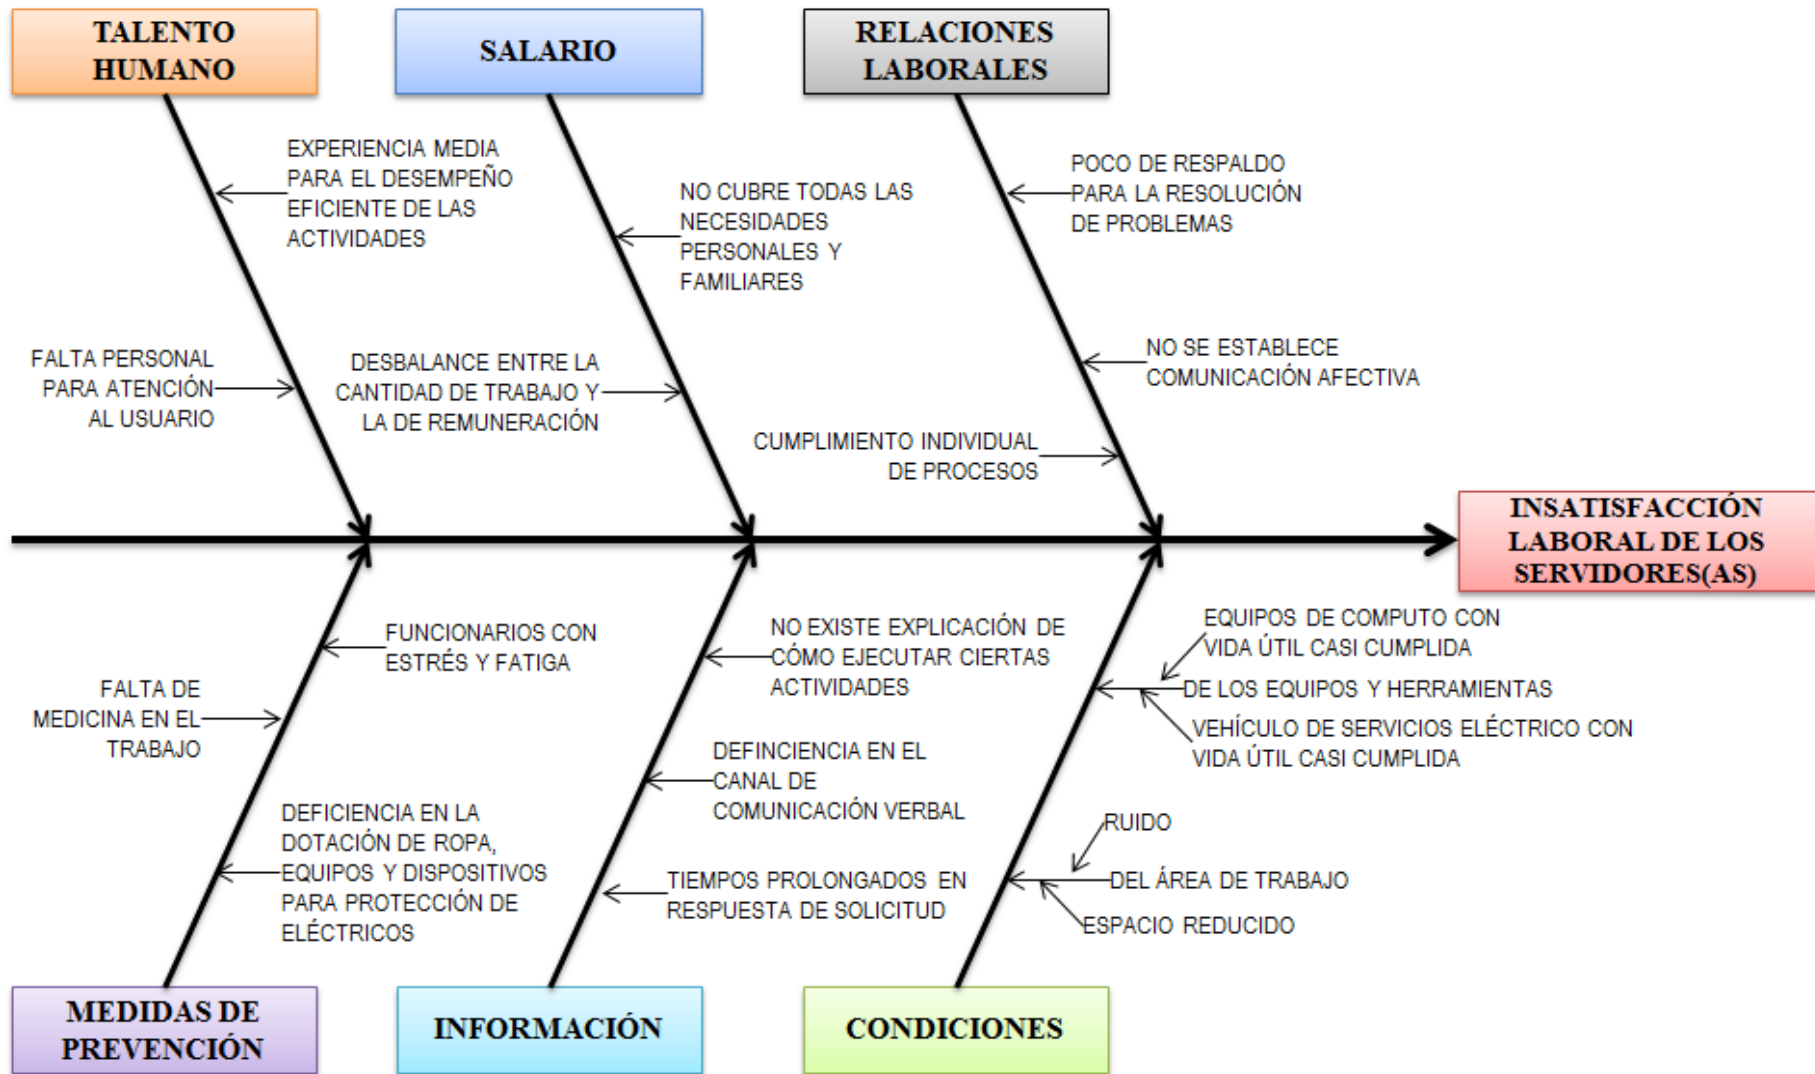 TALENTO
HUMANO
SALARIO
RELACIONES
LABORALES
EXPERIENCIA MEDIA
PARA EL DESEMPEÑO
EFICIENTE DE LAS
ACTIVIDADES
FALTA PERSONAL
PARA ATENCIÓN
AL USUARIO
NO CUBRE TODAS LAS
NECESIDADES
PERSONALES Y
FAMILIARES
DESBALANCE ENTRE LA
CANTIDAD DE TRABAJO Y
LA DE REMUNERACIÓN
POCO DE RESPALDO
PARA LA RESOLUCIÓN
DE PROBLEMAS
NO SE ESTABLECE
COMUNICACIÓN AFECTIVA
CUMPLIMIENTO INDIVIDUAL
DE PROCESOS
INSATISFACCIÓN
LABORAL DE LOS
SERVIDORES(AS)
FUNCIONARIOS CON
ESTRÉS Y FATIGA
FALTA DE
MEDICINA EN EL
TRABAJO
DEFICIENCIA EN LA
DOTACIÓN DE ROPA,
EQUIPOS Y DISPOSITIVOS
PARA PROTECCIÓN DE
ELÉCTRICOS
NO EXISTE EXPLICACIÓN DE
CÓMO EJECUTAR CIERTAS
ACTIVIDADES
DEFINCIENCIA EN EL
CANAL DE
COMUNICACIÓN VERBAL
TIEMPOS PROLONGADOS EN
RESPUESTA DE SOLICITUD
EQUIPOS DE COMPUTO CON
VIDA ÚTIL CASI CUMPLIDA
DE LOS EQUIPOS Y HERRAMIENTAS
VEHÍCULO DE SERVICIOS ELÉCTRICO CON
VIDA ÚTIL CASI CUMPLIDA
RUIDO
DEL ÁREA DE TRABAJO
ESPACIO REDUCIDO
MEDIDAS DE
PREVENCIÓN
INFORMACIÓN
CONDICIONES